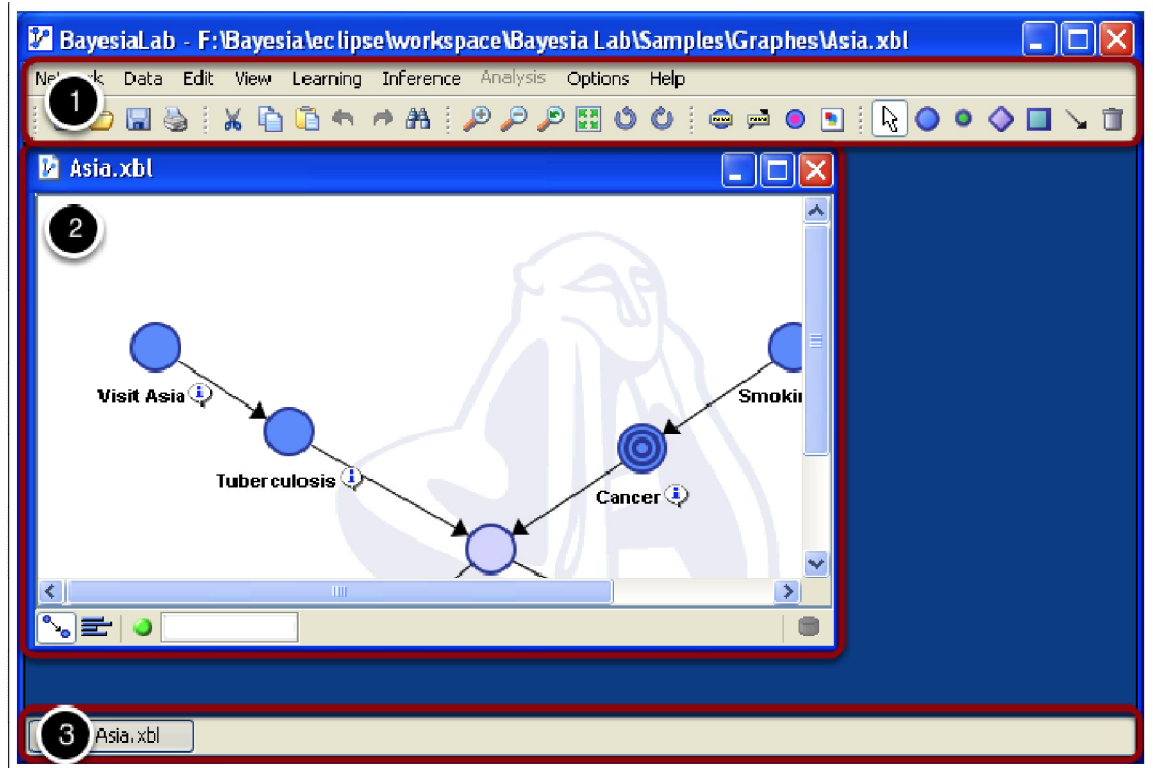 BayesiaLab - F:\Bayesia\eclipse\workspace\Bayesia Lab\Samples\Graphes\Asia.xbl
Data Edit View Learning Inference Analysis Options Help
1
Asia.xbl
2
Visit Asia
Smokin
Tuberculosis
Cancer
3 Asia.xbl